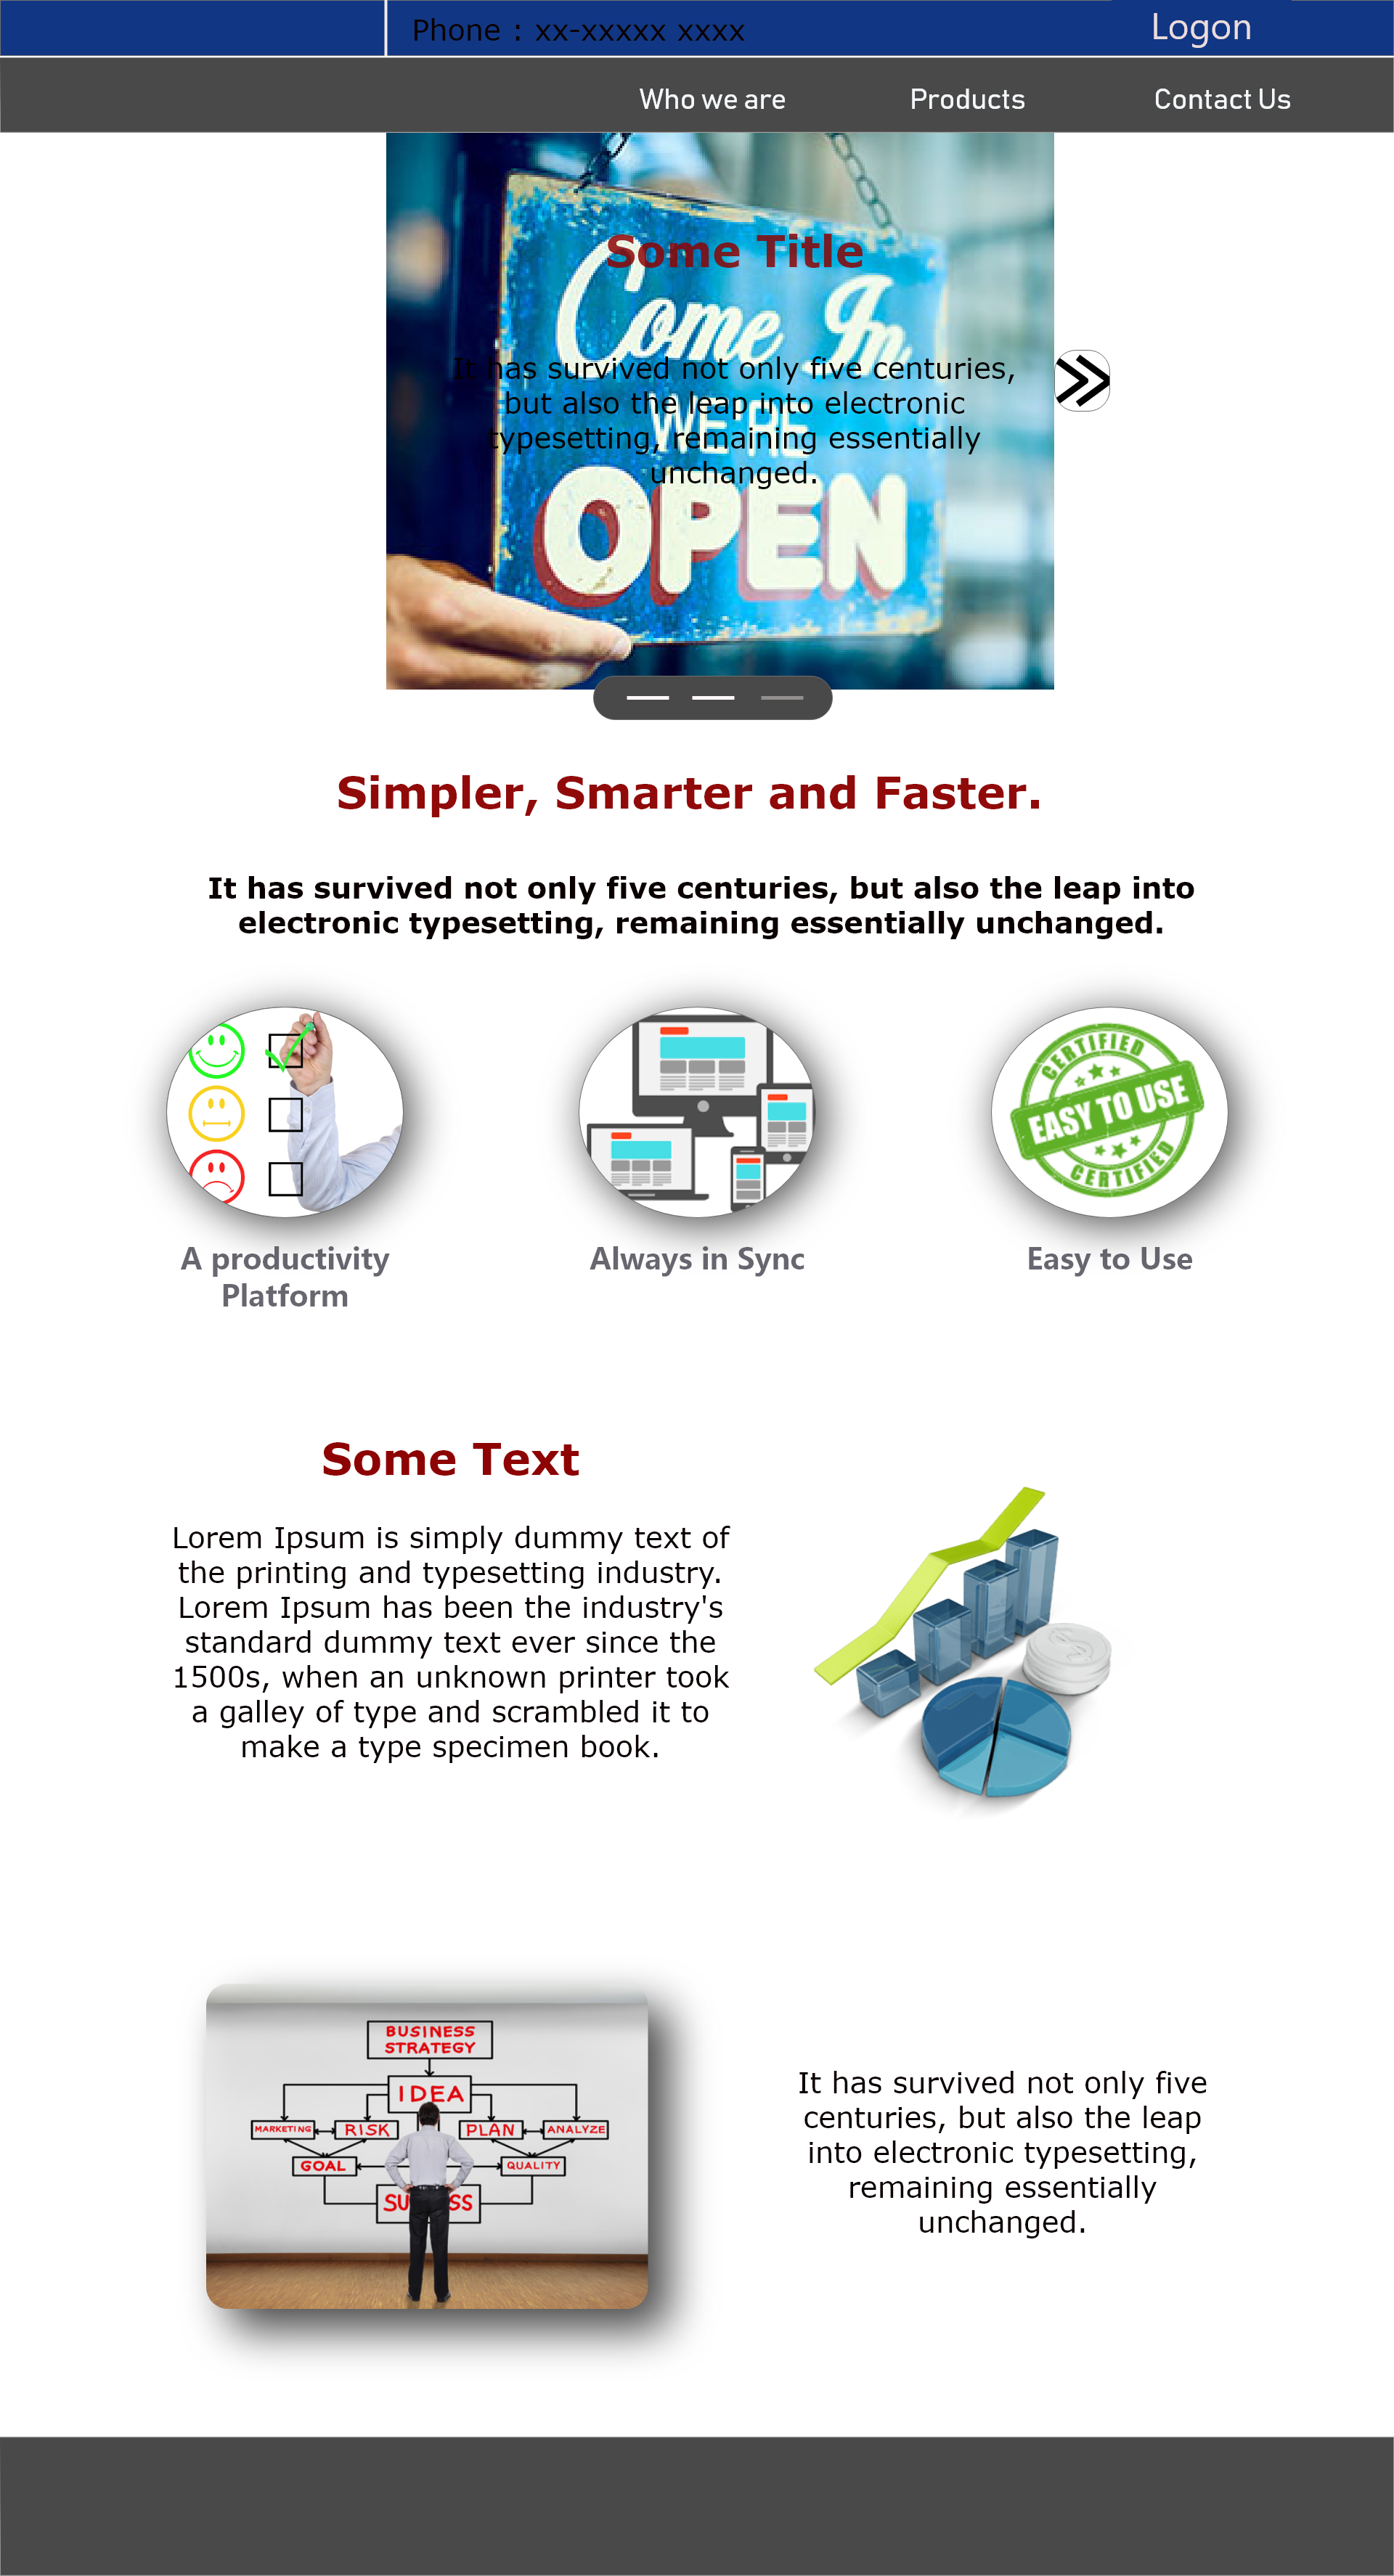 Phone : xx-xxxxx xxxx
Logon
Who we are
Products
Contact Us
Some Title
Come In
It has survived not only five centuries,
but also the leap into electronic
WE'RE
typesetting, remaining essentially
unchanged.
OPEN
Simpler, Smarter and Faster.
It has survived not only five centuries, but also the leap into
electronic typesetting, remaining essentially unchanged.
CERTIFIED
EASY TO USE
CERTIFIED
A productivity
Platform
Always in Sync
Easy to Use
Some Text
Lorem Ipsum is simply dummy text of
the printing and typesetting industry.
Lorem Ipsum has been the industry's
standard dummy text ever since the
1500s, when an unknown printer took
a galley of type and scrambled it to
make a type specimen book.
BUSINESS
STRATEGY
IDEA
MARKETING
RISK
PLAN
ANALYZE
GOAL
QUALITY
It has survived not only five
centuries, but also the leap
into electronic typesetting,
remaining essentially
unchanged.